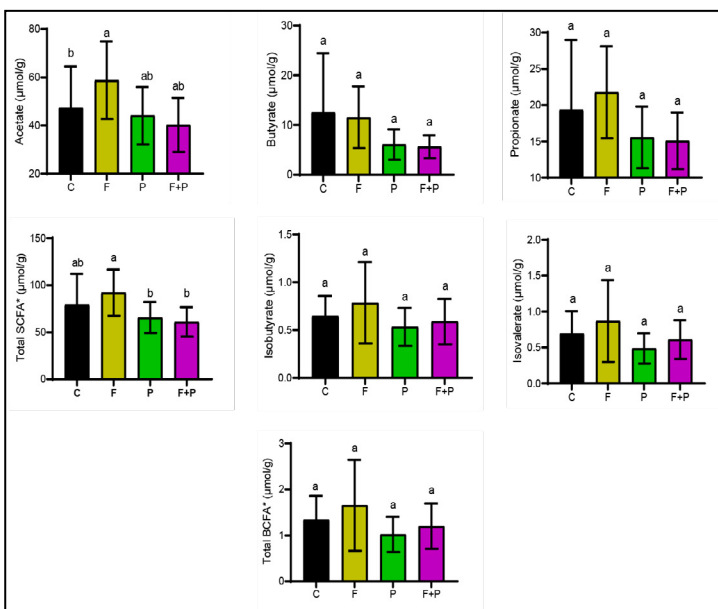 Acetate (µmol/g)
80
60
40
20
b
a
ab
ab
C F P F+P
Butyrate (µmol/g)
30
20
10
0
a
a
a
a
C F P F+P
Propionate (µmol/g)
30
25
20
15
10
a
a
a
a
C F P F+P
Total SCFA* (µmol/g)
150
100
50
0
ab
a
b
b
C F P F+P
Isobutyrate (µmol/g)
1.5
1.0
0.5
0.0
a
a
a
a
C F P F+P
Isovalerate (µmol/g)
2.0
1.5
1.0
0.5
0.0
a
a
a
a
C F P F+P
Total BCFA* (µmol/g)
3
2
1
0
a
a
a
a
C F P F+P